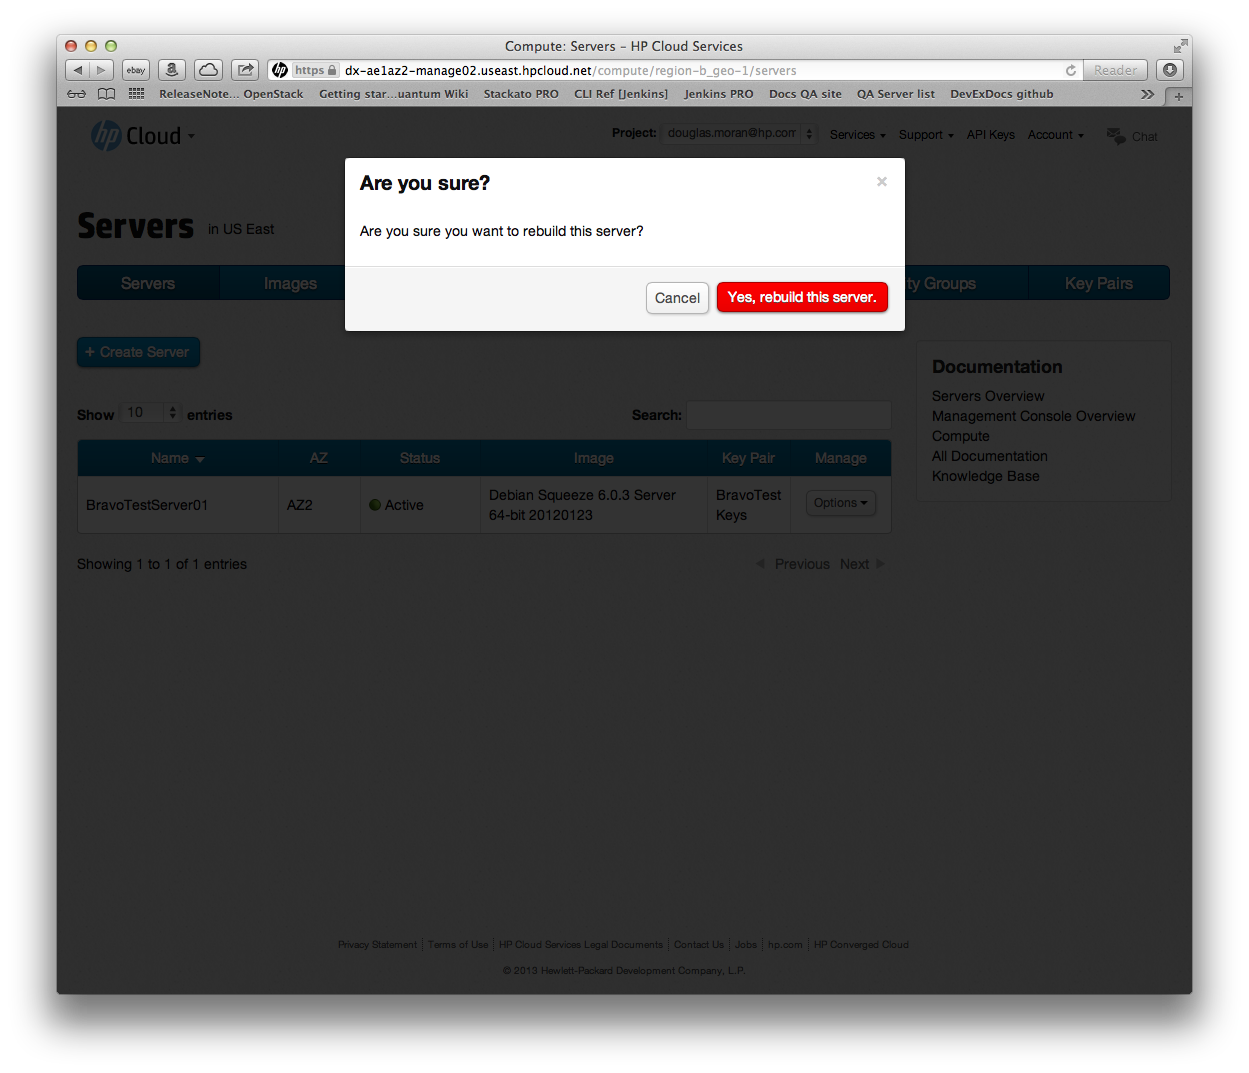 Compute: Servers – HP Cloud Services
ebay a hp https dx-ae1az2-manage02.useast.hpcloud.net/compute/region-b_geo-1/servers Reader
ReleaseNote... OpenStack Getting star...uantum Wiki Stackato PRO CLI Ref [Jenkins] Jenkins PRO Docs QA site QA Server list DevExDocs github
hp Cloud Project: douglas.moran@hp.com Services Support API Keys Account Chat
Are you sure? ×
Are you sure you want to rebuild this server?
Cancel Yes, rebuild this server.
Servers in US East
Servers Images ty Groups Key Pairs
+ Create Server
Show 10 entries Search:
Name AZ Status Image Key Pair Manage
BravoTestServer01 AZ2 Active Debian Squeeze 6.0.3 Server BravoTest Options
64-bit 20120123 Keys
Showing 1 to 1 of 1 entries Previous Next
Documentation
Servers Overview
Management Console Overview
Compute
All Documentation
Knowledge Base
Privacy Statement Terms of Use HP Cloud Services Legal Documents Contact Us Jobs hp.com HP Converged Cloud
© 2013 Hewlett-Packard Development Company, L.P.